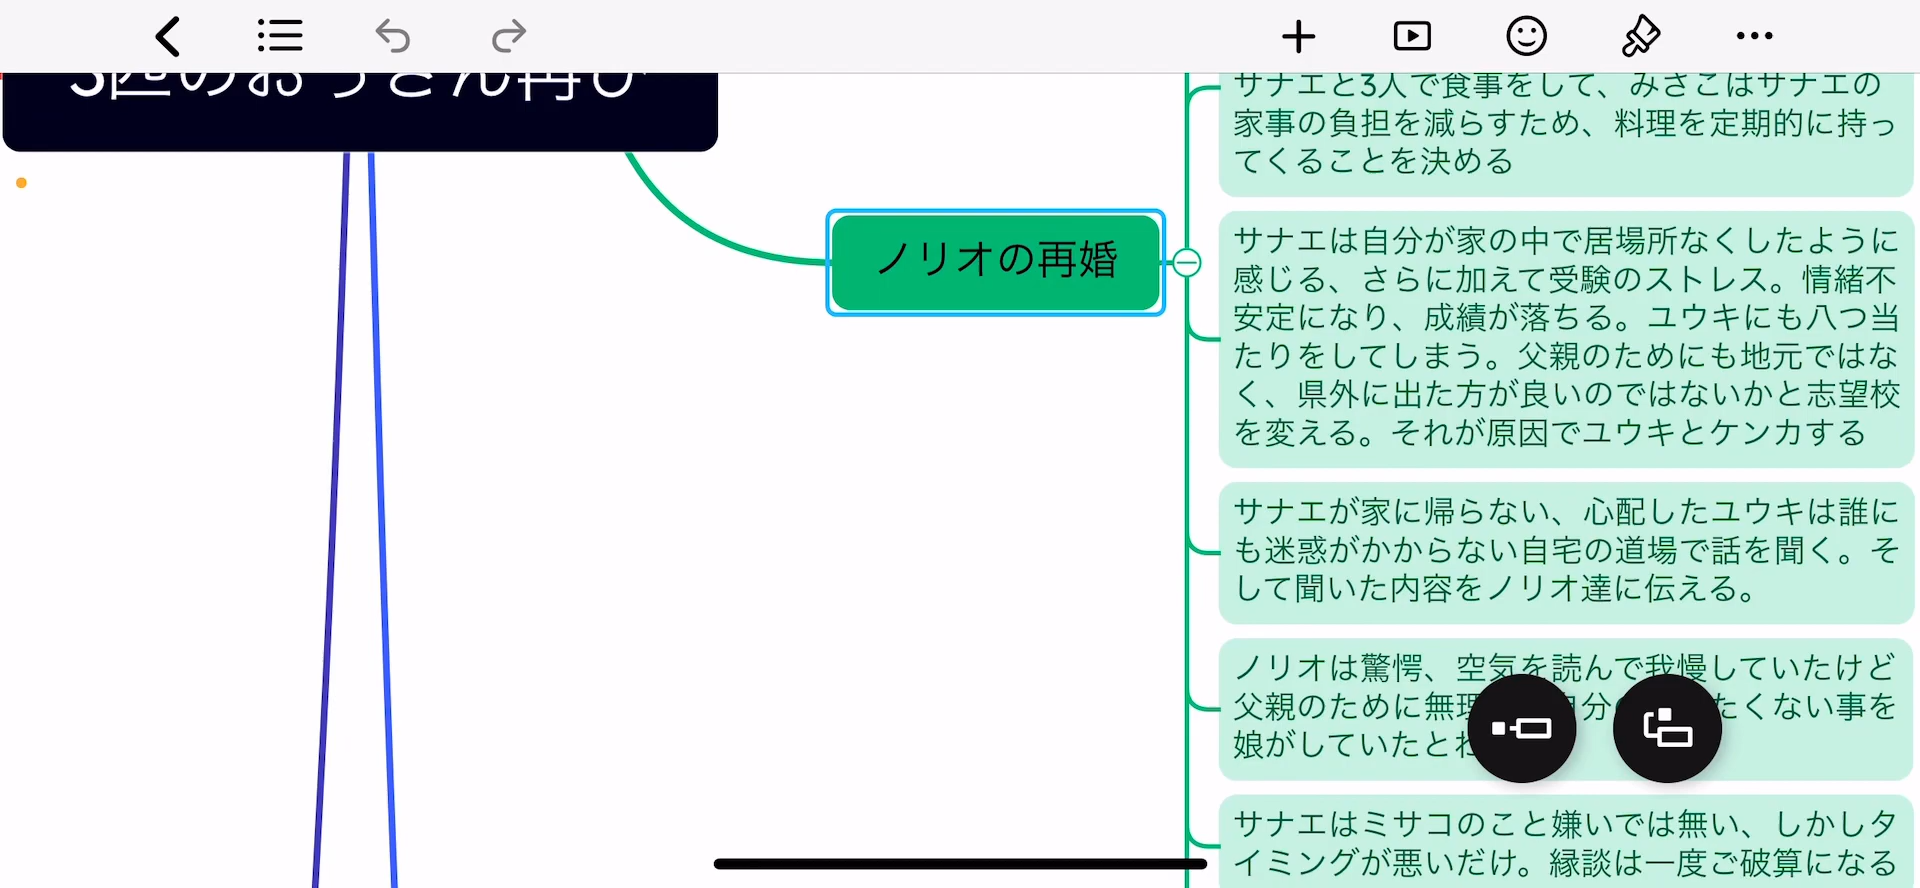 3匹のおっさん再び
ノリオの再婚
サナエと3人で食事をして、みさこはサナエの
家事の負担を減らすため、料理を定期的に持っ
てくることを決める
サナエは自分が家の中で居場所なくしたように
感じる、さらに加えて受験のストレス。情緒不
安定になり、成績が落ちる。ユウキにも八つ当
たりをしてしまう。父親のためにも地元ではな
く、県外に出た方が良いのではないかと志望校
を変える。それが原因でユウキとケンカする
サナエが家に帰らない、心配したユウキは誰に
も迷惑がかからない自宅の道場で話を聞く。そ
して聞いた内容をノリオ達に伝える。
ノリオは驚愕、空気を読んで我慢していたけど
父親のために無理 自分 たくない事を
娘がしていたと
サナエはミサコのこと嫌いでは無い、しかしタ
イミングが悪いだけ。縁談は一度ご破算になる